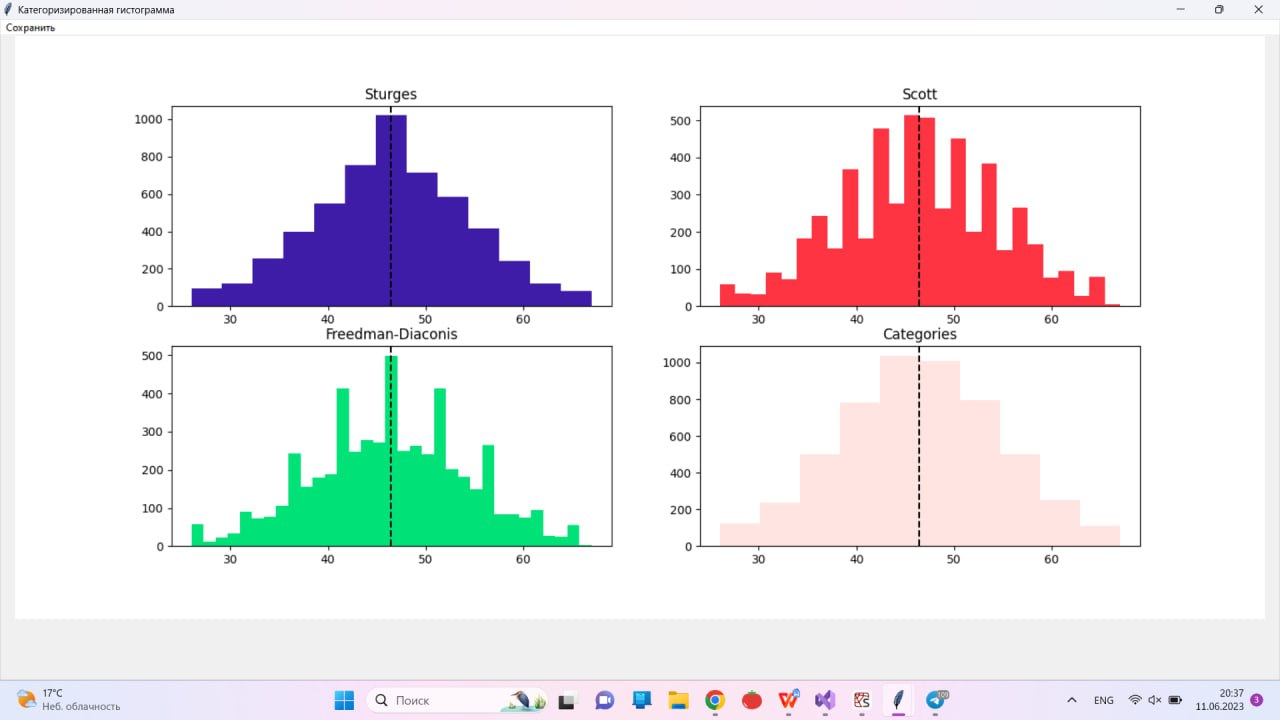 Категоризированная гистограмма
Сохранить
Sturges
1000
800
600
400
200
0
30 40 50 60
Scott
500
400
300
200
100
0
30 40 50 60
Freedman-Diaconis
500
400
300
200
100
0
30 40 50 60
Categories
1000
800
600
400
200
0
30 40 50 60
17°C
Неб. облачность
Поиск
109
ENG
20:37
11.06.2023
3